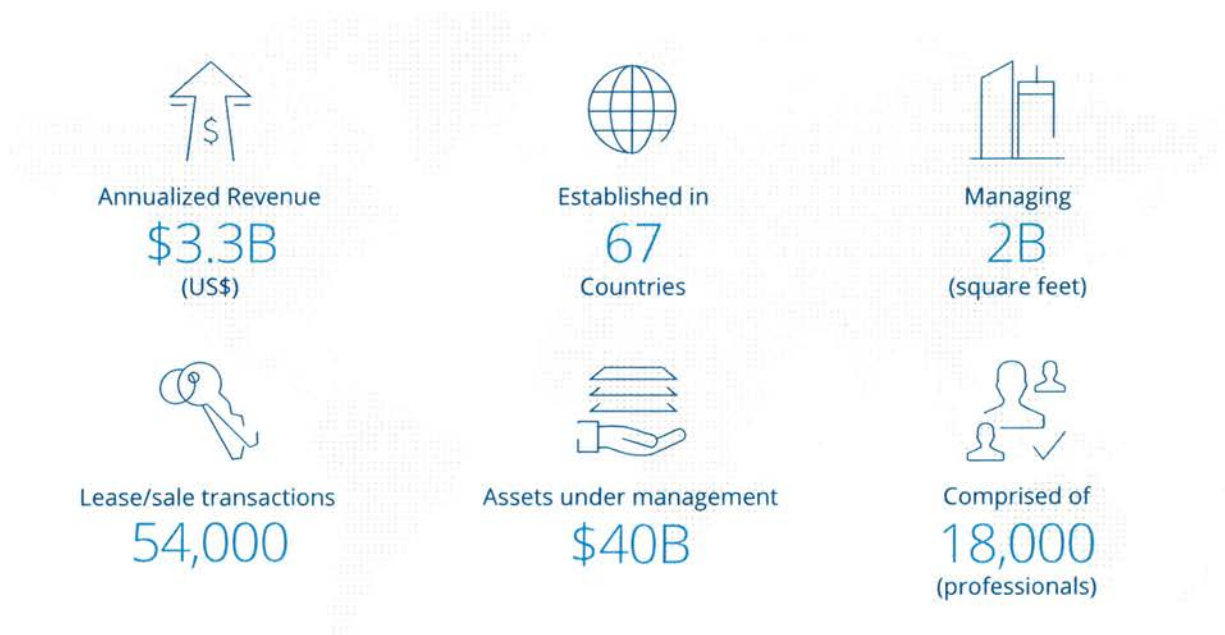 $
Annualized Revenue
$3.3B
(US$)
Established in
67
Countries
Managing
2B
(square feet)
Lease/sale transactions
54,000
Assets under management
$40B
Comprised of
18,000
(professionals)